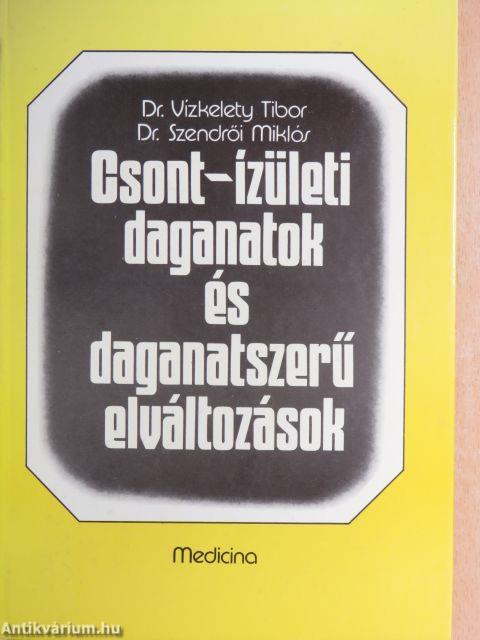 Dr. Vízkelety Tibor
Dr. Szendrői Miklós
Csont-ízületi
daganatok
és
daganatszerű
elváltozások
Medicina
Antikvárium.hu